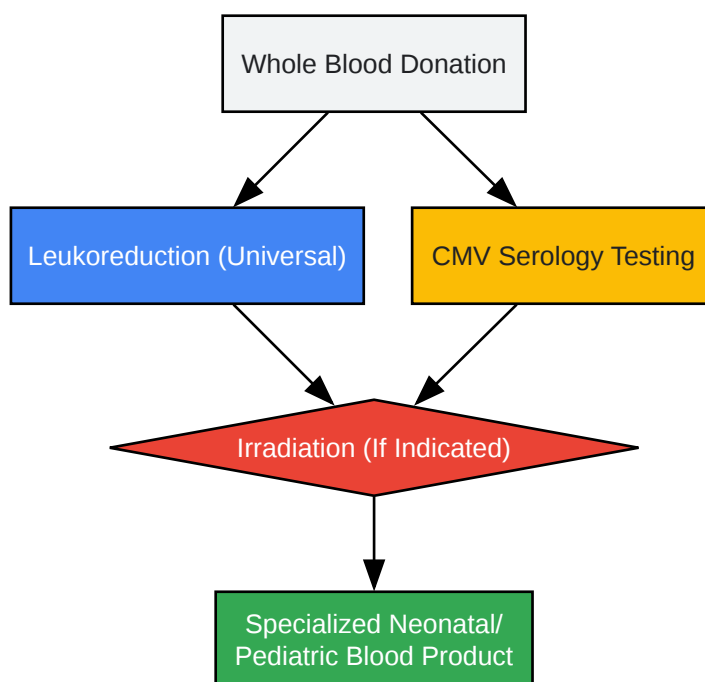 Whole Blood Donation
Leukoreduction (Universal)
CMV Serology Testing
Irradiation (If Indicated)
Specialized Neonatal/
Pediatric Blood Product